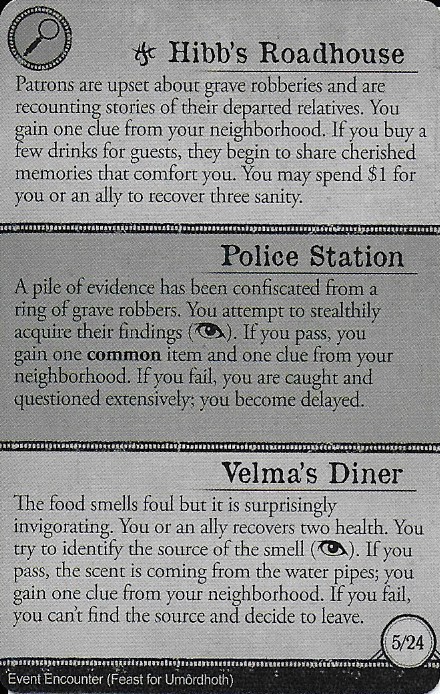 Hibb's Roadhouse
Patrons are upset about grave robberies and are
recounting stories of their departed relatives. You
gain one clue from your neighborhood. If you buy a
few drinks for guests, they begin to share cherished
memories that comfort you. You may spend $1 for
you or an ally to recover three sanity.
Police Station
A pile of evidence has been confiscated from a
ring of grave robbers. You attempt to stealthily
acquire their findings (). If you pass, you
gain one common item and one clue from your
neighborhood. If you fail, you are caught and
questioned extensively; you become delayed.
Velma's Diner
The food smells foul but it is surprisingly
invigorating. You or an ally recovers two health. You
try to identify the source of the smell (). If you
pass, the scent is coming from the water pipes; you
gain one clue from your neighborhood. If you fail,
you can't find the source and decide to leave.
5/24
Event Encounter (Feast for Umôrdhoth)